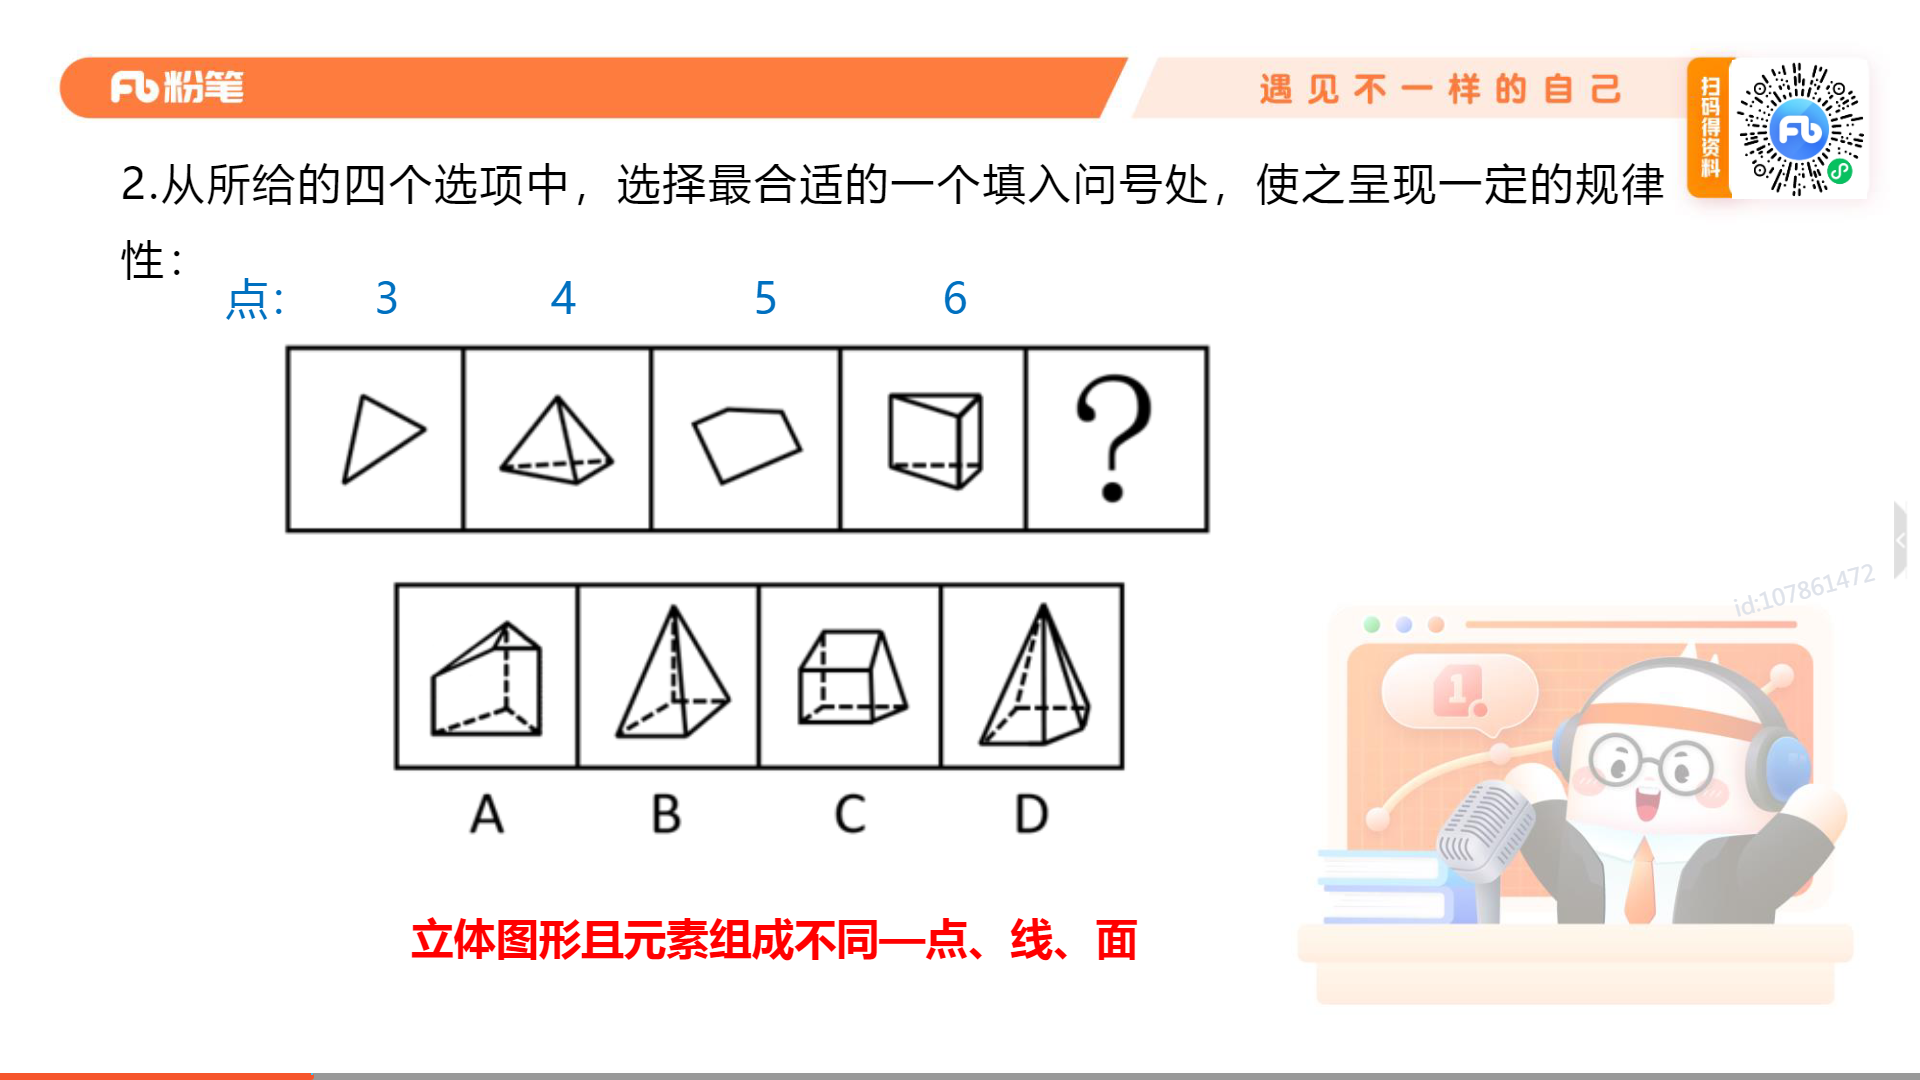 粉笔
遇见不一样的自己
扫码得资料
2.从所给的四个选项中，选择最合适的一个填入问号处，使之呈现一定的规律
性：
点： 3 4 5 6
?
A B C D
立体图形且元素组成不同—点、线、面
id:107861472
1